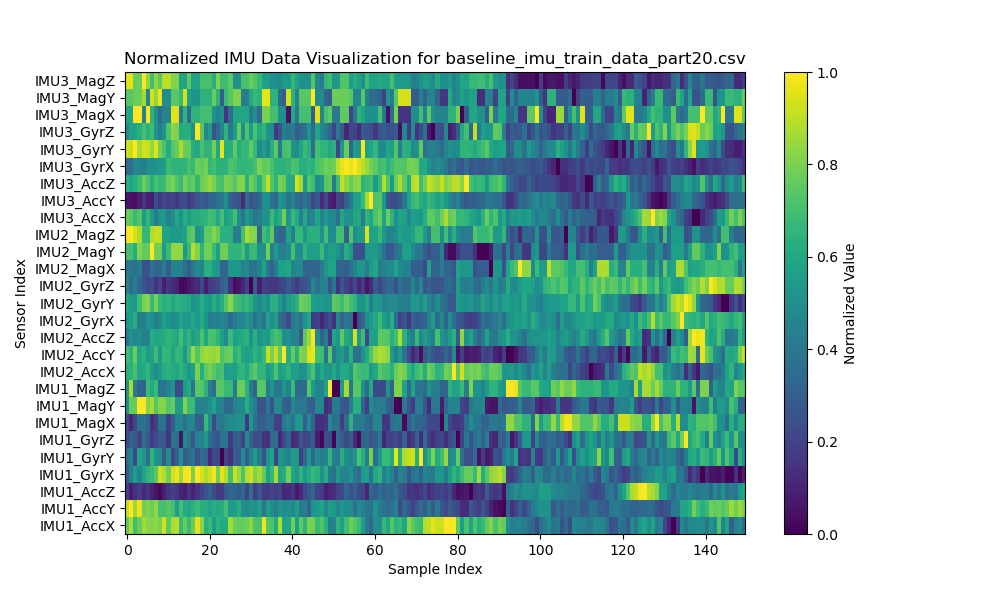 Normalized IMU Data Visualization for baseline_imu_train_data_part20.csv
IMU3_MagZ
IMU3_MagY
IMU3_MagX
IMU3_GyrZ
IMU3_GyrY
IMU3_GyrX
IMU3_AccZ
IMU3_AccY
IMU3_AccX
IMU2_MagZ
IMU2_MagY
IMU2_MagX
IMU2_GyrZ
IMU2_GyrY
IMU2_GyrX
IMU2_AccZ
IMU2_AccY
IMU2_AccX
IMU1_MagZ
IMU1_MagY
IMU1_MagX
IMU1_GyrZ
IMU1_GyrY
IMU1_GyrX
IMU1_AccZ
IMU1_AccY
IMU1_AccX
Sensor Index
0 20 40 60 80 100 120 140
Sample Index
1.0
0.8
0.6
0.4
0.2
0.0
Normalized Value